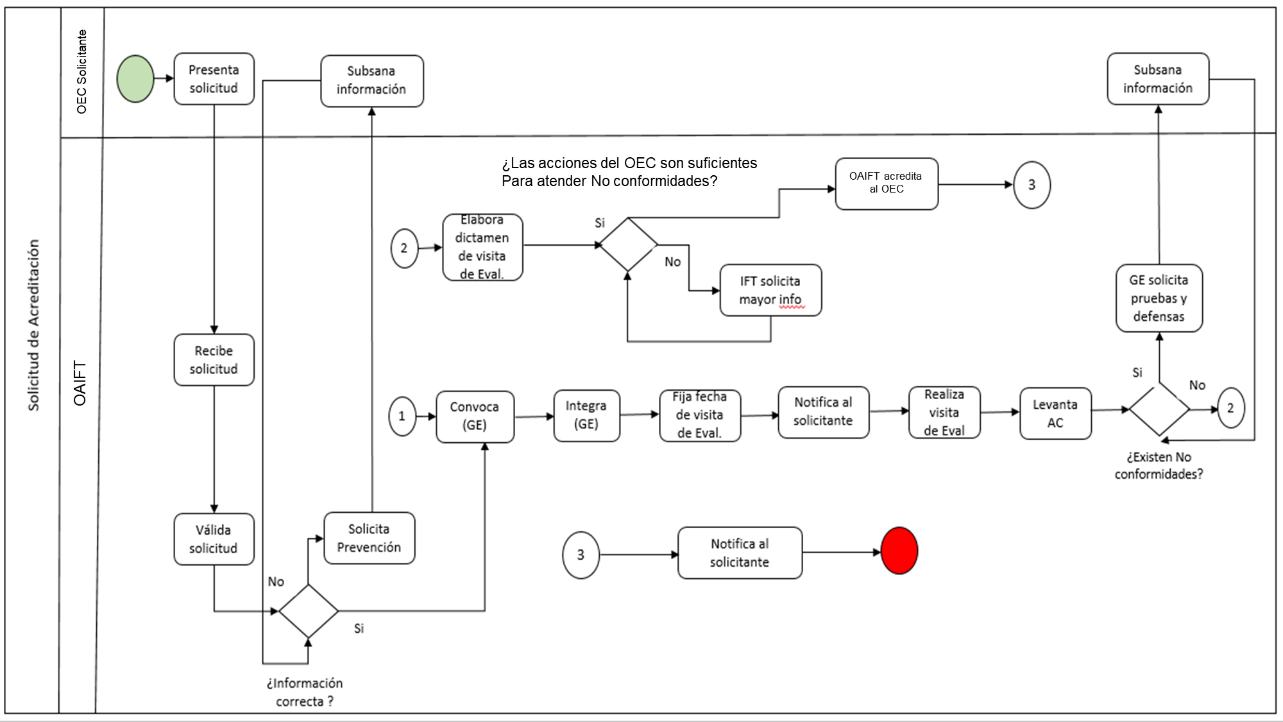 Solicitud de Acreditación
OEC Solicitante
OAIFT
Presenta
solicitud
Subsana
información
Subsana
información
¿Las acciones del OEC son suficientes
Para atender No conformidades?
OAIFT acredita
al OEC
3
Si
2
Elabora
dictamen
de visita
de Eval.
No
IFT solicita
mayor info
GE solicita
pruebas y
defensas
Recibe
solicitud
Si
No
1
Convoca
(GE)
Integra
(GE)
Fija fecha
de visita
de Eval.
Notifica al
solicitante
Realiza
visita
de Eval
Levanta
AC
2
¿Existen No
conformidades?
Válida
solicitud
Solicita
Prevención
3
Notifica al
solicitante
No
Si
¿Información
correcta ?